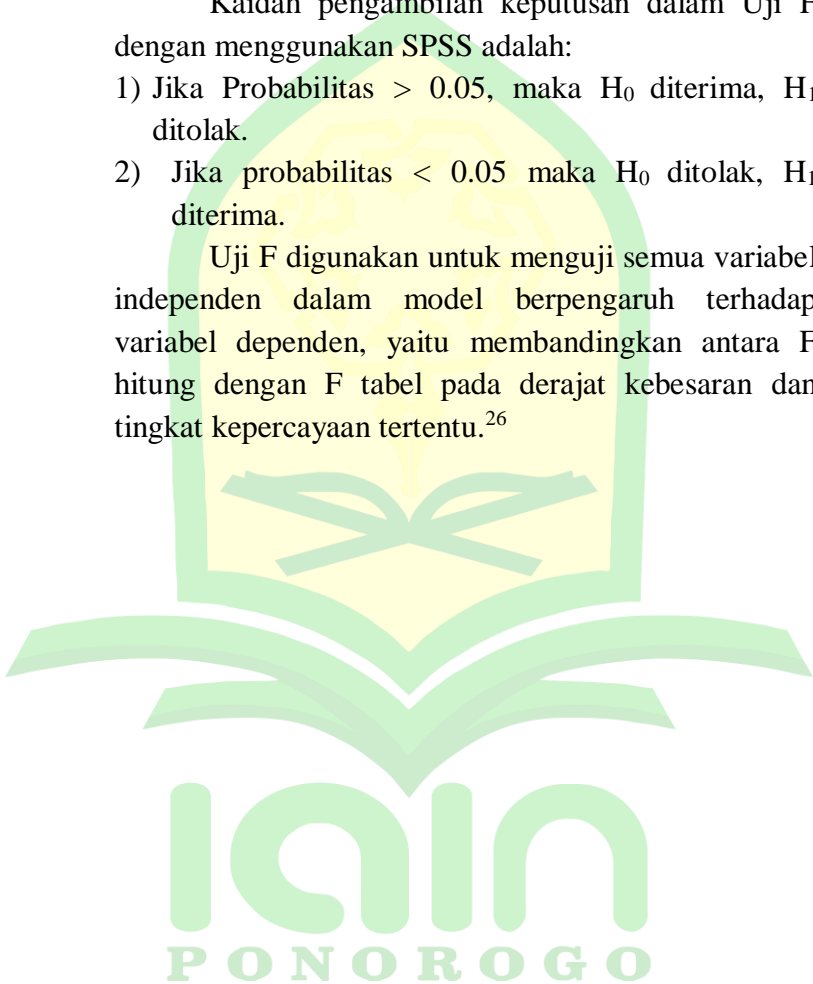 Kaidah pengambilan keputusan dalam Uji F
dengan menggunakan SPSS adalah:
1) Jika Probabilitas > 0.05, maka H₀ diterima, H₁
ditolak.
2) Jika probabilitas < 0.05 maka H₀ ditolak, H₁
diterima.
Uji F digunakan untuk menguji semua variabel
independen dalam model berpengaruh terhadap
variabel dependen, yaitu membandingkan antara F
hitung dengan F tabel pada derajat kebesaran dan
tingkat kepercayaan tertentu.²⁶
iain
PONOROGO